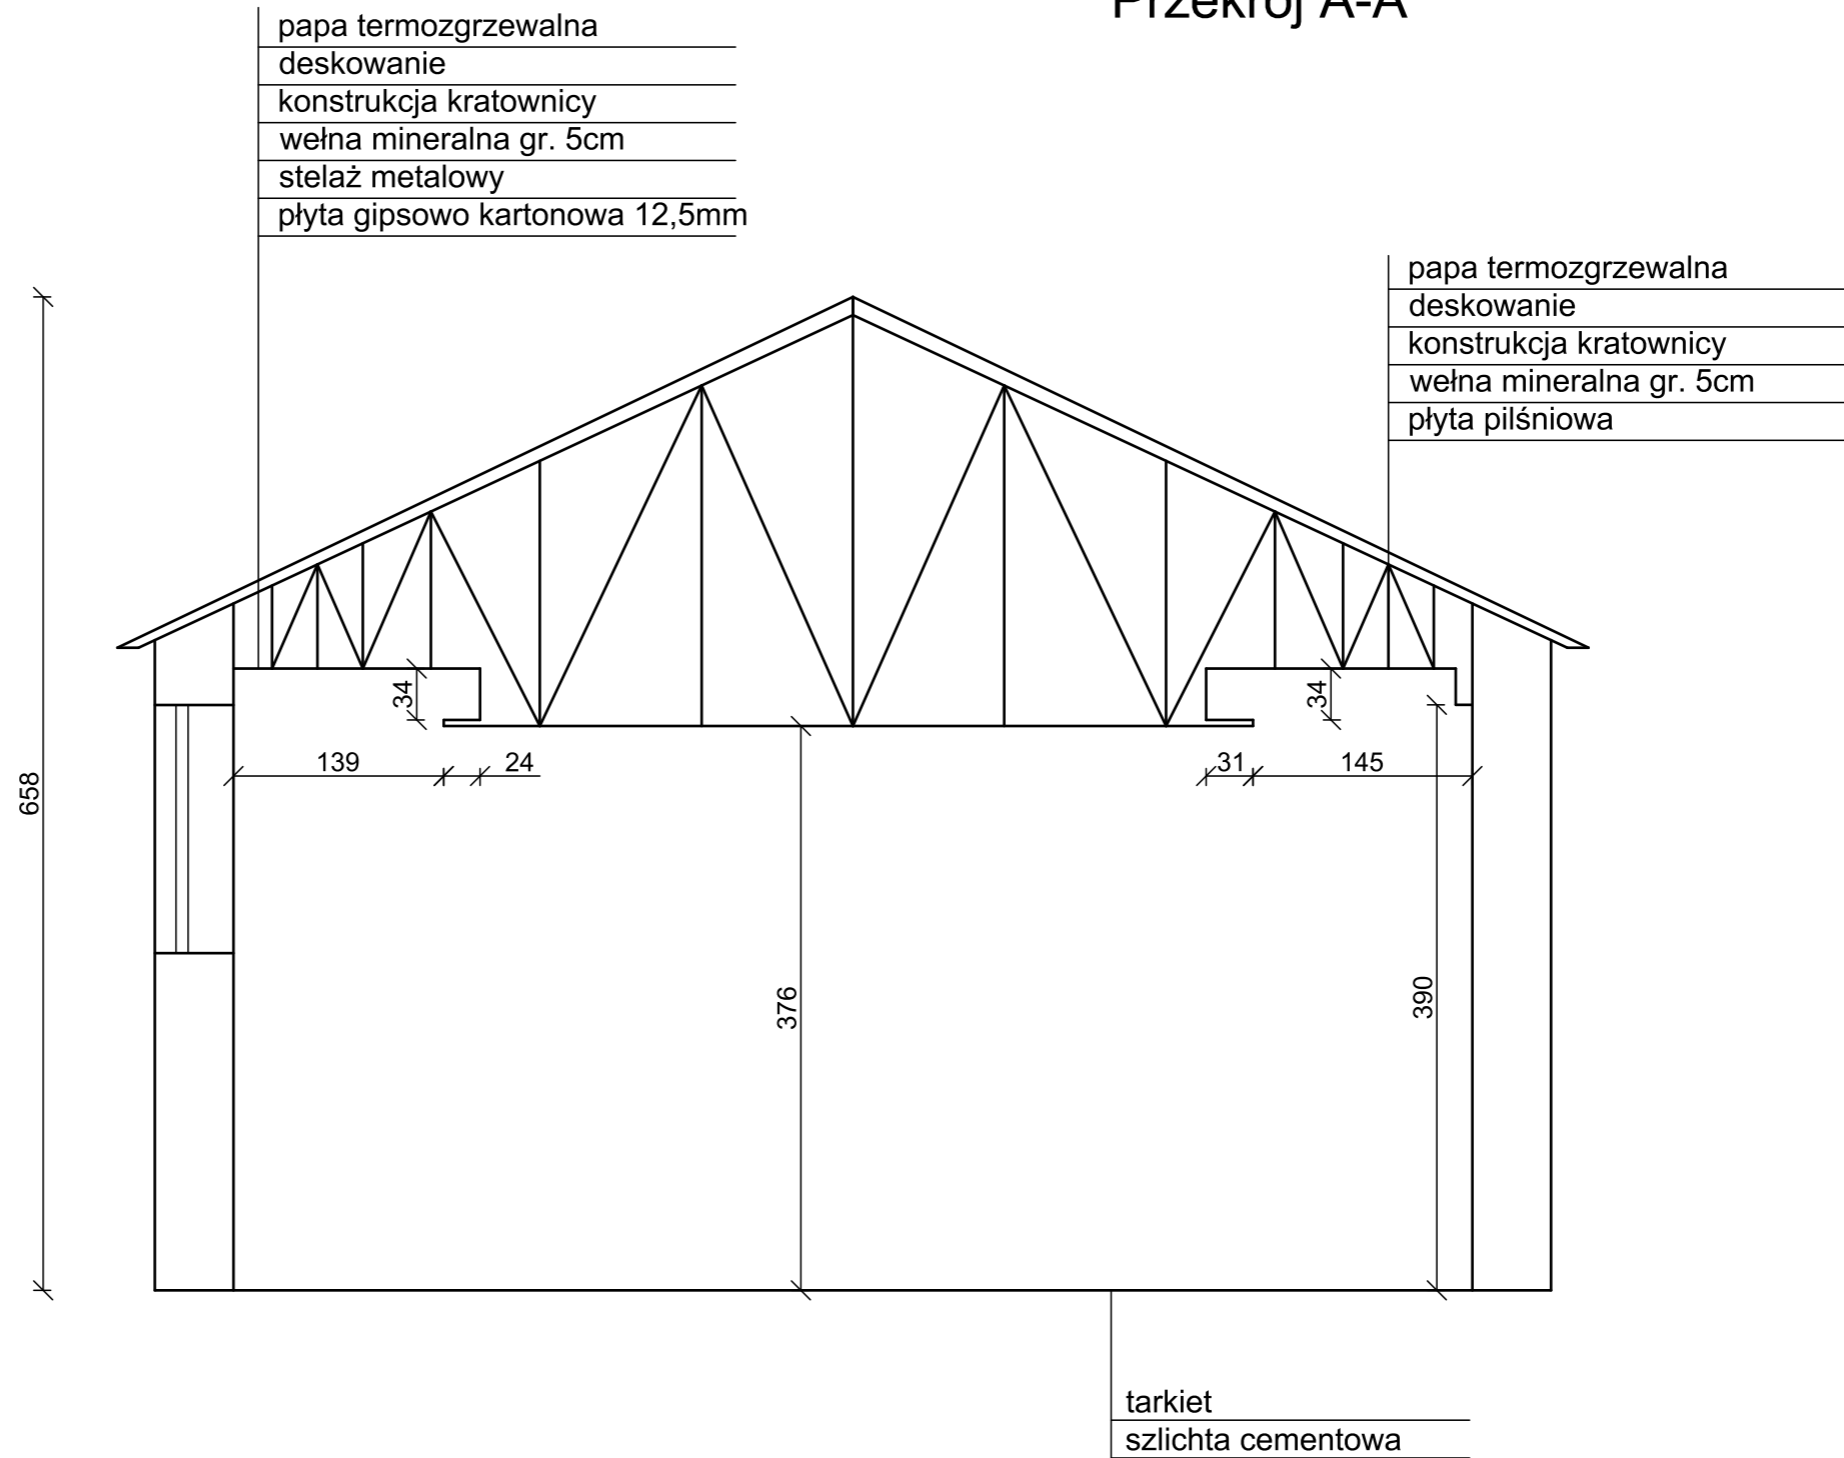 Przekrój A-A
papa termozgrzewalna
deskowanie
konstrukcja kratownicy
wełna mineralna gr. 5cm
stelaż metalowy
płyta gipsowo kartonowa 12,5mm
papa termozgrzewalna
deskowanie
konstrukcja kratownicy
wełna mineralna gr. 5cm
płyta pilśniowa
34
34
139
24
31
145
658
376
390
tarkiet
szlichta cementowa